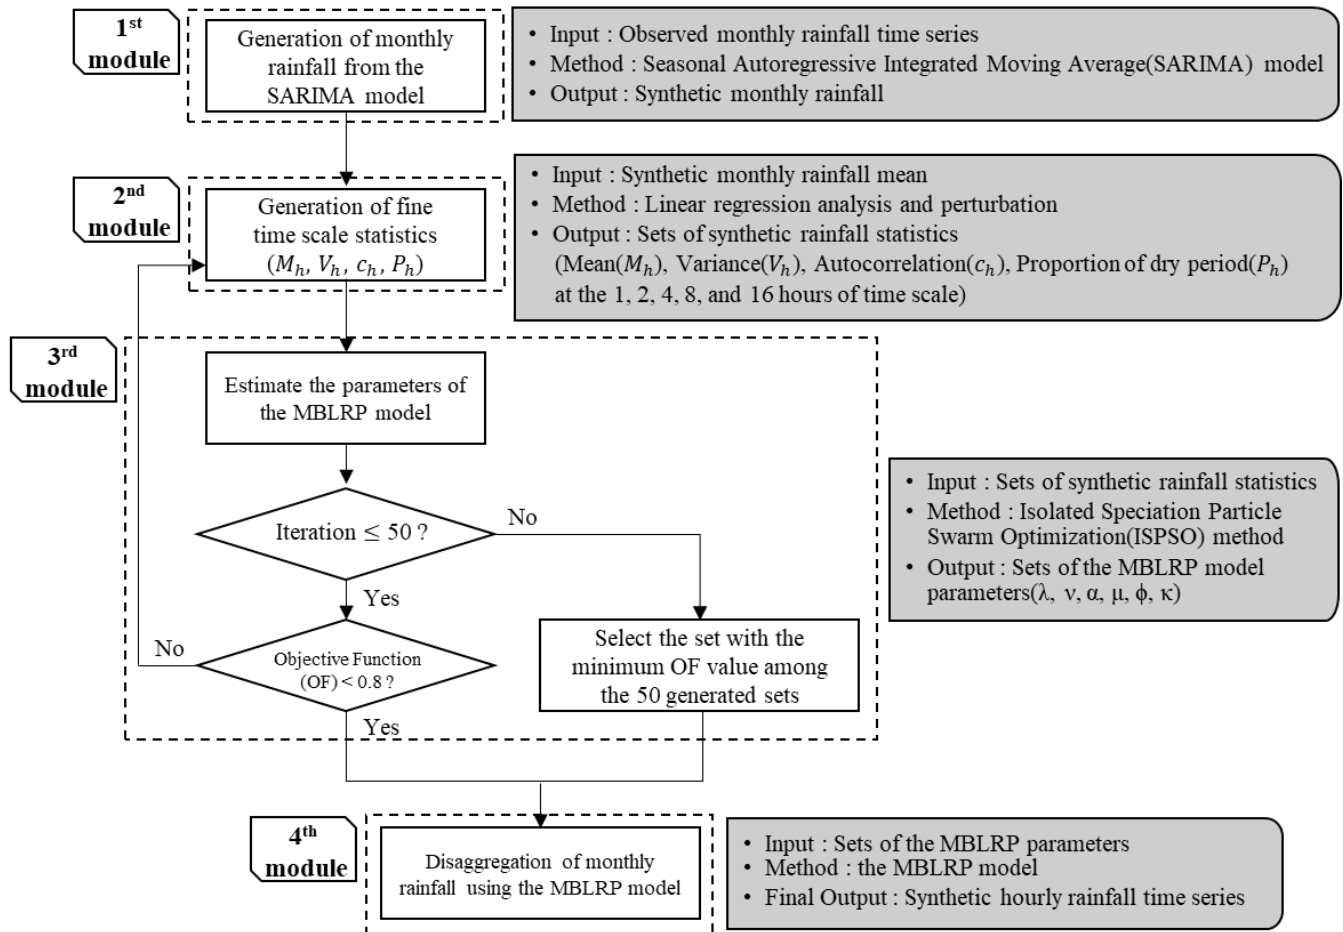 1st
module
Generation of monthly
rainfall from the
SARIMA model
• Input : Observed monthly rainfall time series
• Method : Seasonal Autoregressive Integrated Moving Average(SARIMA) model
• Output : Synthetic monthly rainfall
2nd
module
Generation of fine
time scale statistics
(M_h, V_h, c_h, P_h)
• Input : Synthetic monthly rainfall mean
• Method : Linear regression analysis and perturbation
• Output : Sets of synthetic rainfall statistics
(Mean(M_h), Variance(V_h), Autocorrelation(c_h), Proportion of dry period(P_h)
at the 1, 2, 4, 8, and 16 hours of time scale)
3rd
module
Estimate the parameters of
the MBLRP model
Iteration ≤ 50 ?
No
Yes
Objective Function
(OF) < 0.8 ?
No
Yes
Select the set with the
minimum OF value among
the 50 generated sets
• Input : Sets of synthetic rainfall statistics
• Method : Isolated Speciation Particle
Swarm Optimization(ISPSO) method
• Output : Sets of the MBLRP model
parameters(λ, ν, α, μ, ϕ, κ)
4th
module
Disaggregation of monthly
rainfall using the MBLRP model
• Input : Sets of the MBLRP parameters
• Method : the MBLRP model
• Final Output : Synthetic hourly rainfall time series